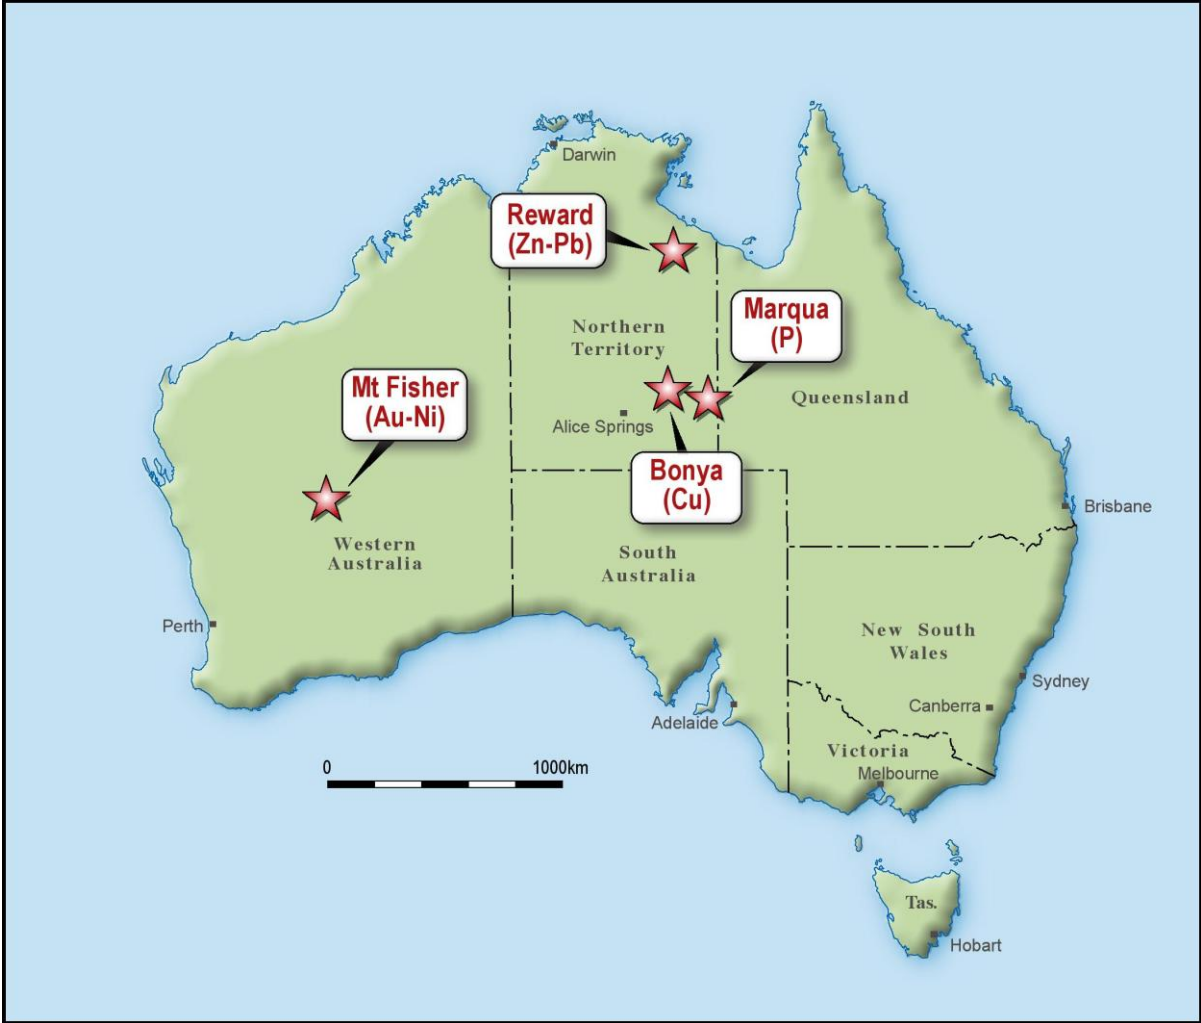 Darwin
Reward
(Zn-Pb)
Marqua
(P)
Northern
Territory
Mt Fisher
(Au-Ni)
Queensland
Alice Springs
Bonya
(Cu)
Brisbane
Western
Australia
South
Australia
Perth
New South
Wales
Sydney
Canberra
Adelaide
Victoria
Melbourne
0 1000km
Tas.
Hobart